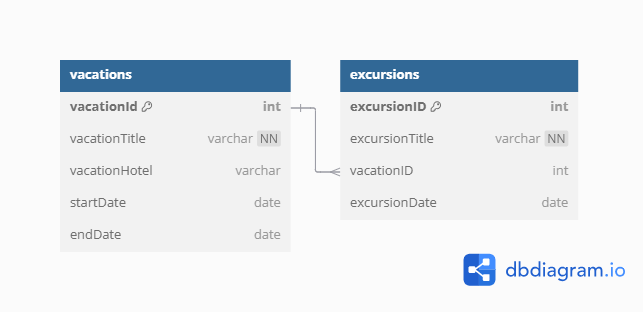 vacations
vacationId int
vacationTitle varchar NN
vacationHotel varchar
startDate date
endDate date
excursions
excursionID int
excursionTitle varchar NN
vacationID int
excursionDate date
dbdiagram.io